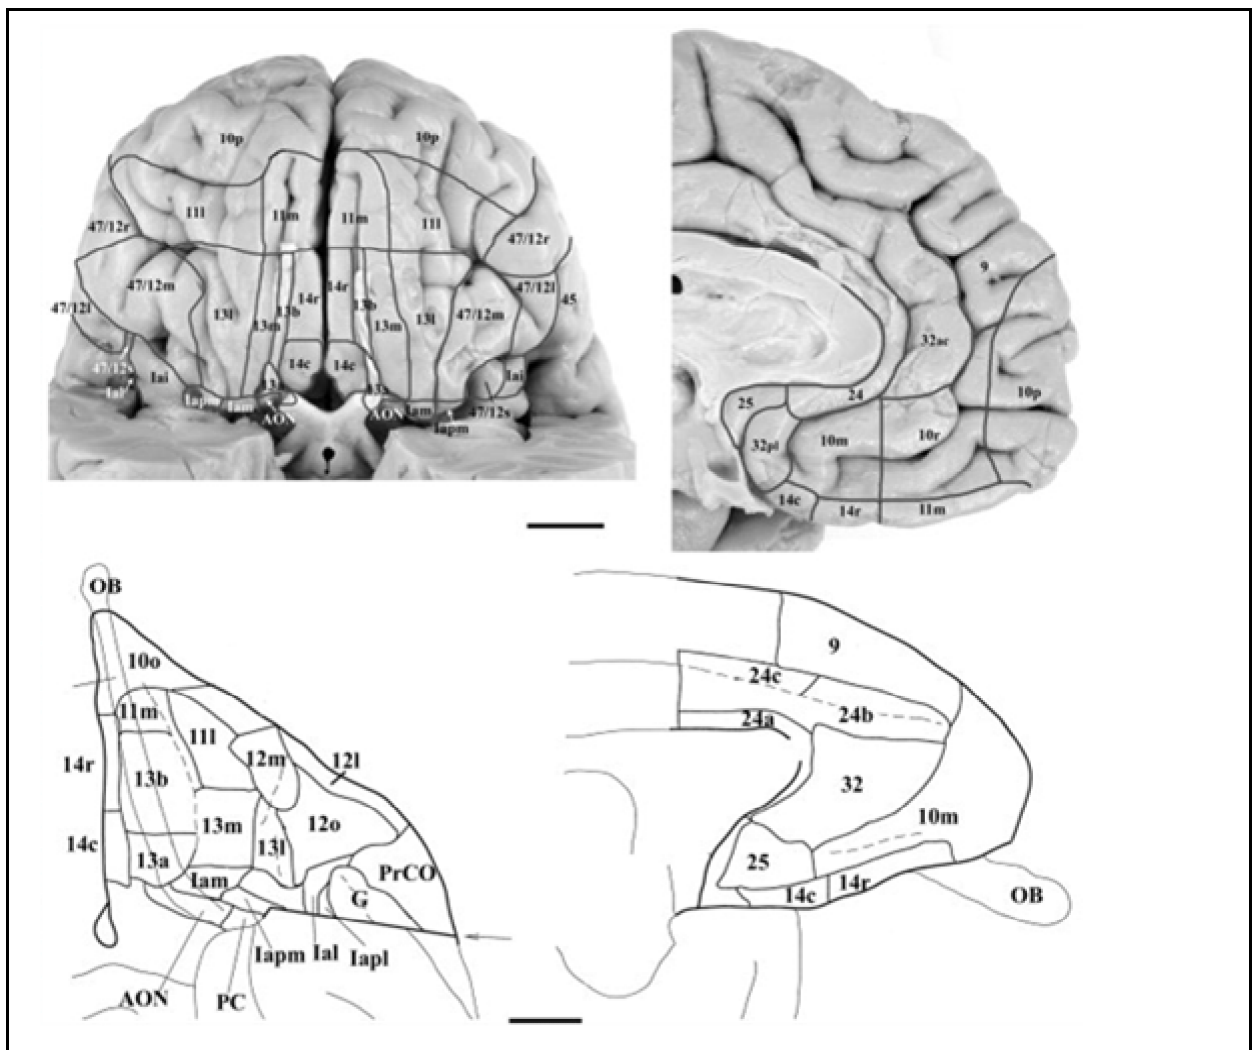 10p 10p
11l 11m 11m 11l
47/12r 47/12r
47/12m 47/12l
47/12l 13l 13m 13b 14r 14r 13b 13m 13l 47/12m 45
14c 14c
47/12s Iai 13a 13a Iai
Iapm Iam AON AON Iam 47/12s
Iapm
9
32ac
25 24 10p
32pl 10m 10r
14c 14r 11m
OB
10o
11m 11l
14r 13b 12m 12l
13m 12o
14c 13a 13l
Iam G PrCO
Iapm Ial Iapl
AON PC
9
24c
24a 24b
32
10m
25
14c 14r OB